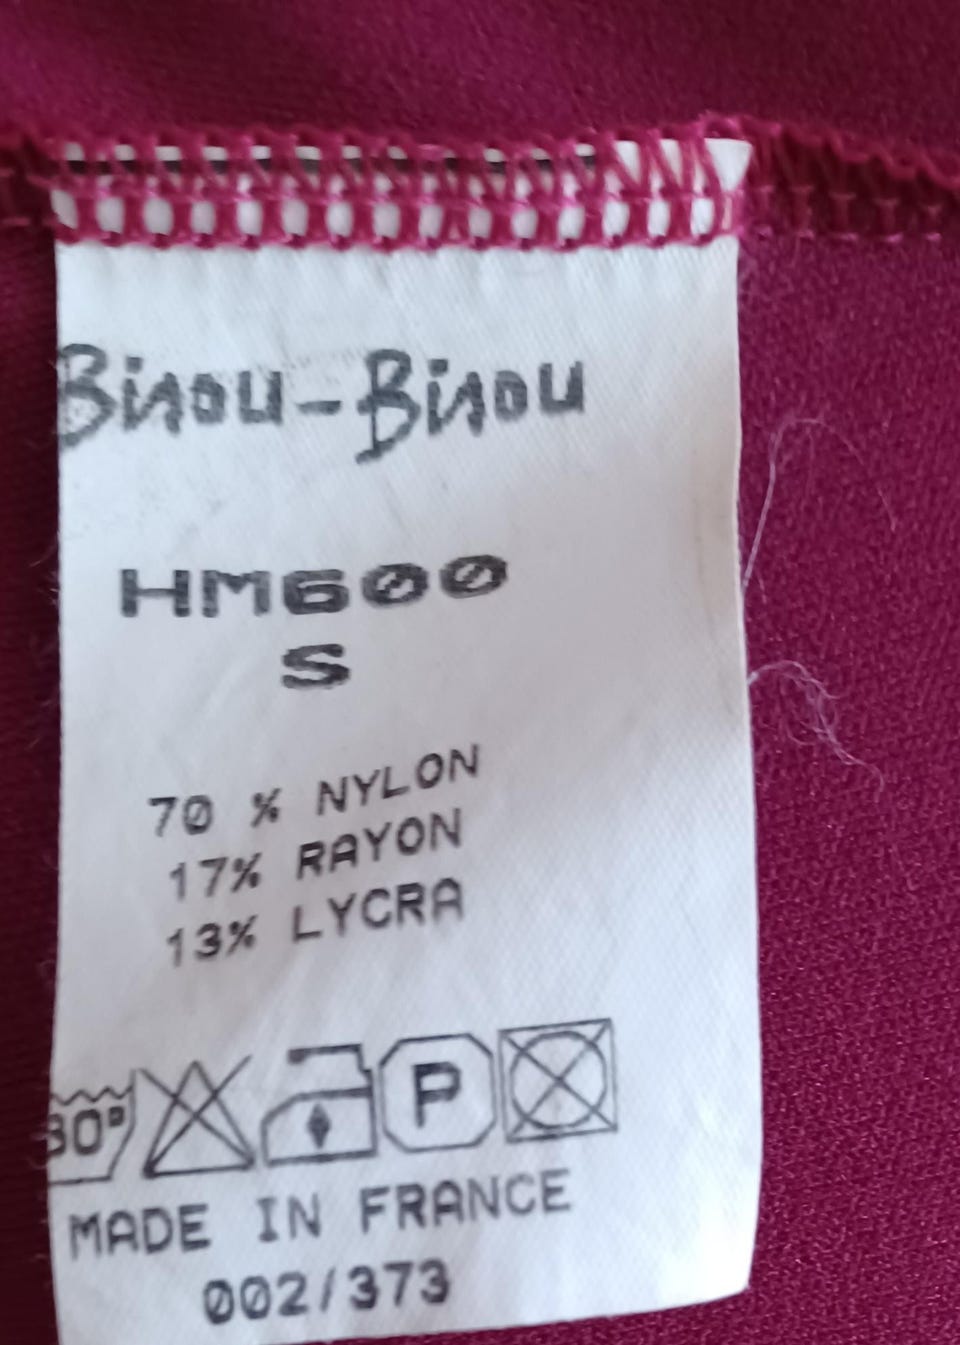 Bisou-Bisou
HM600
S
70 % NYLON
17% RAYON
13% LYCRA
30° P
MADE IN FRANCE
002/373